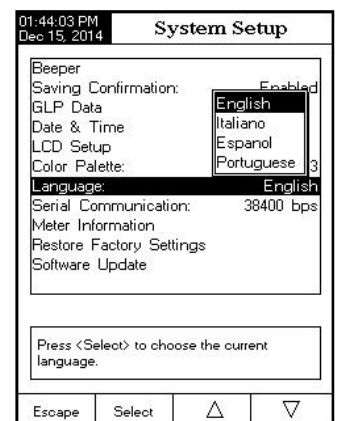 01:44:03 PM
Dec 15, 2014
System Setup
Beeper
Saving Confirmation: Enabled
GLP Data
Date & Time
LCD Setup
Color Palette: 3
Language: English
Serial Communication: 38400 bps
Meter Information
Restore Factory Settings
Software Update
English
Italiano
Espanol
Portuguese
Press <Select> to choose the current
language.
Escape Select △ ▽